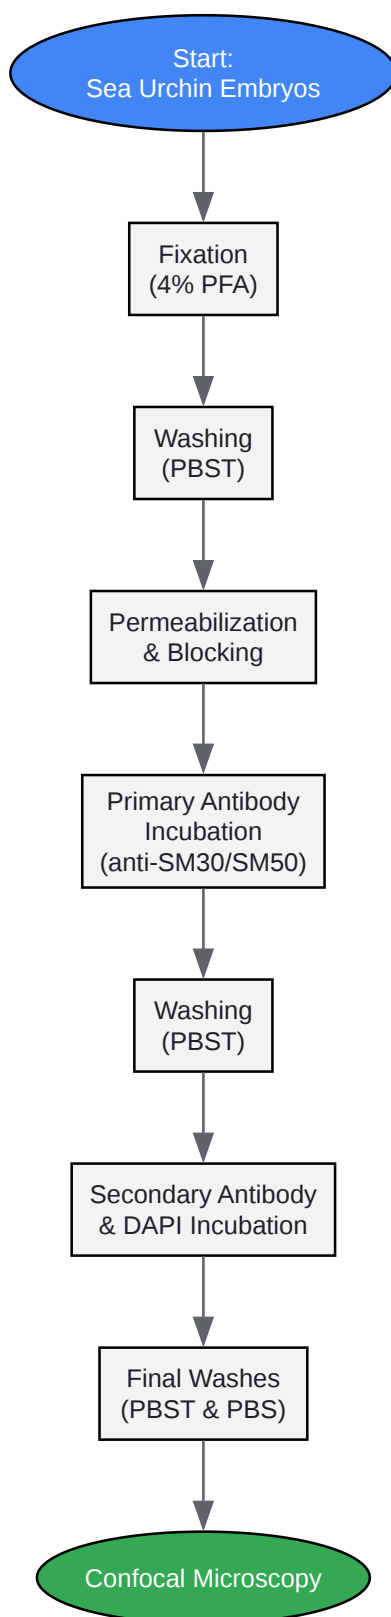 Start:
Sea Urchin Embryos
Fixation
(4% PFA)
Washing
(PBST)
Permeabilization
& Blocking
Primary Antibody
Incubation
(anti-SM30/SM50)
Washing
(PBST)
Secondary Antibody
& DAPI Incubation
Final Washes
(PBST & PBS)
Confocal Microscopy